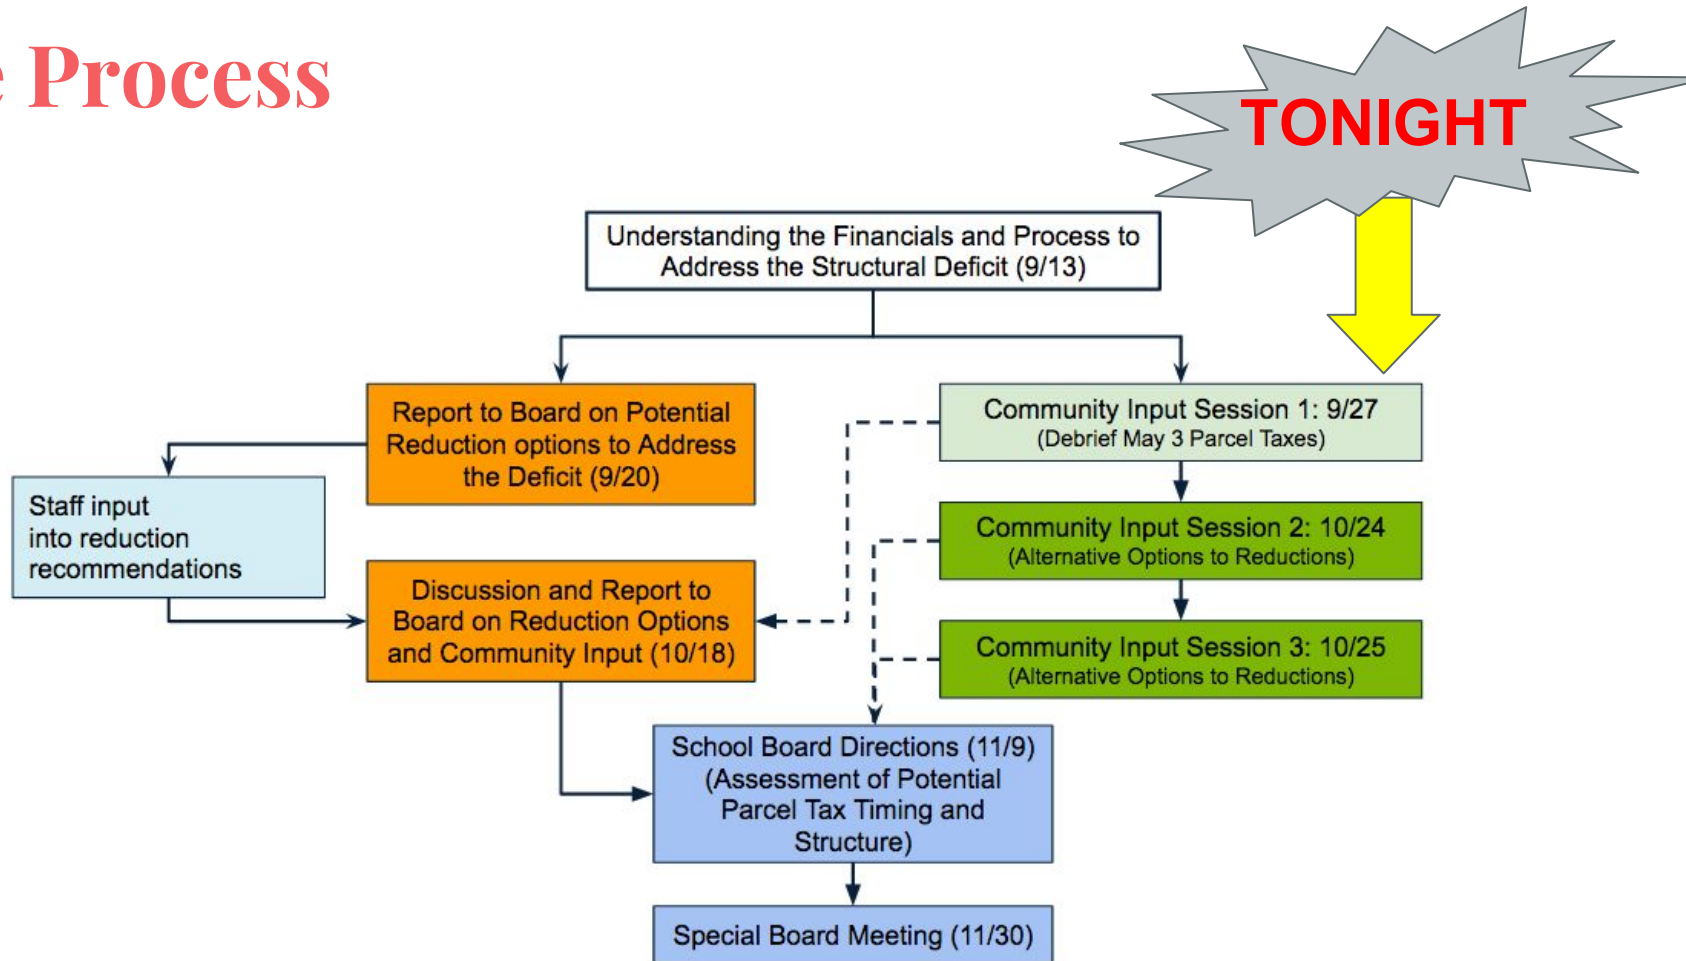 e Process
TONIGHT
Understanding the Financials and Process to
Address the Structural Deficit (9/13)
Report to Board on Potential
Reduction options to Address
the Deficit (9/20)
Community Input Session 1: 9/27
(Debrief May 3 Parcel Taxes)
Staff input
into reduction
recommendations
Community Input Session 2: 10/24
(Alternative Options to Reductions)
Discussion and Report to
Board on Reduction Options
and Community Input (10/18)
Community Input Session 3: 10/25
(Alternative Options to Reductions)
School Board Directions (11/9)
(Assessment of Potential
Parcel Tax Timing and
Structure)
Special Board Meeting (11/30)